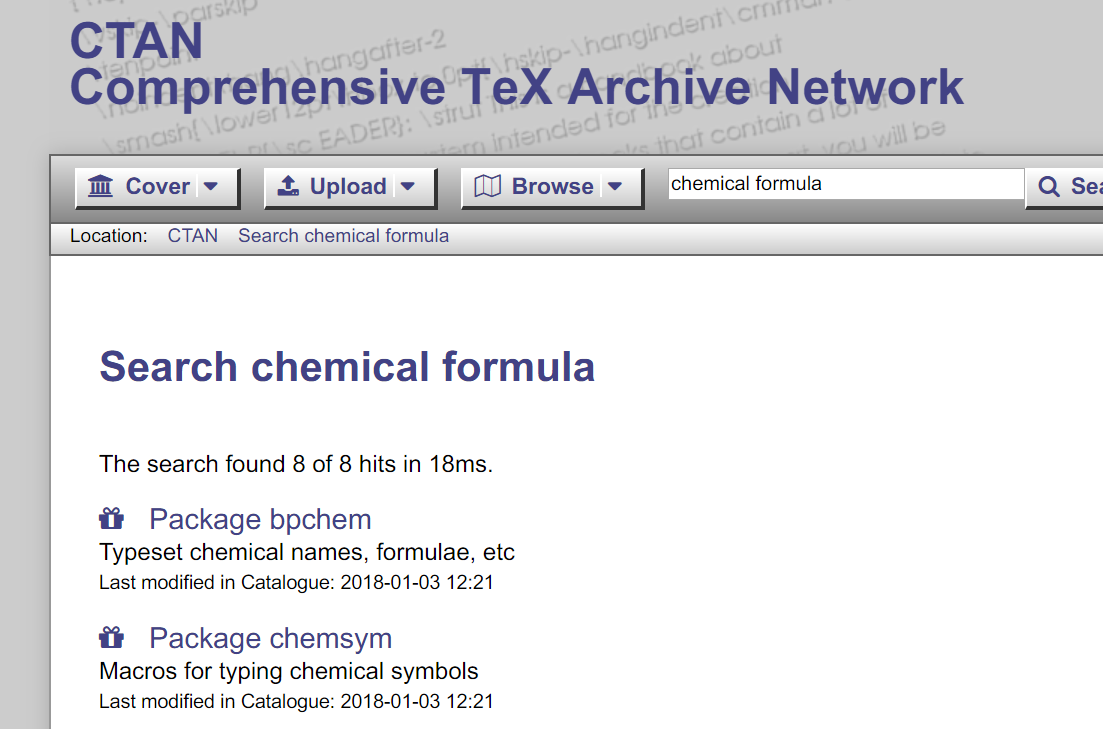 \vskip-\parskip
CTAN
Comprehensive TeX Archive Network
Cover
Upload
Browse
chemical formula
Location: CTAN Search chemical formula
Search chemical formula
The search found 8 of 8 hits in 18ms.
Package bpchem
Typeset chemical names, formulae, etc
Last modified in Catalogue: 2018-01-03 12:21
Package chemsym
Macros for typing chemical symbols
Last modified in Catalogue: 2018-01-03 12:21